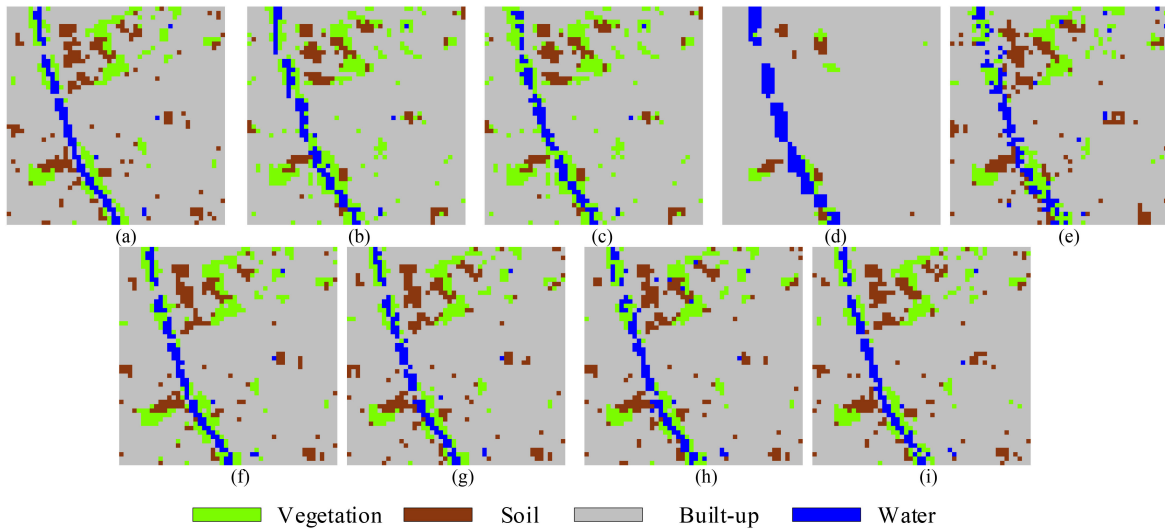 (a) (b) (c) (d) (e)
(f) (g) (h) (i)
Vegetation Soil Built-up Water